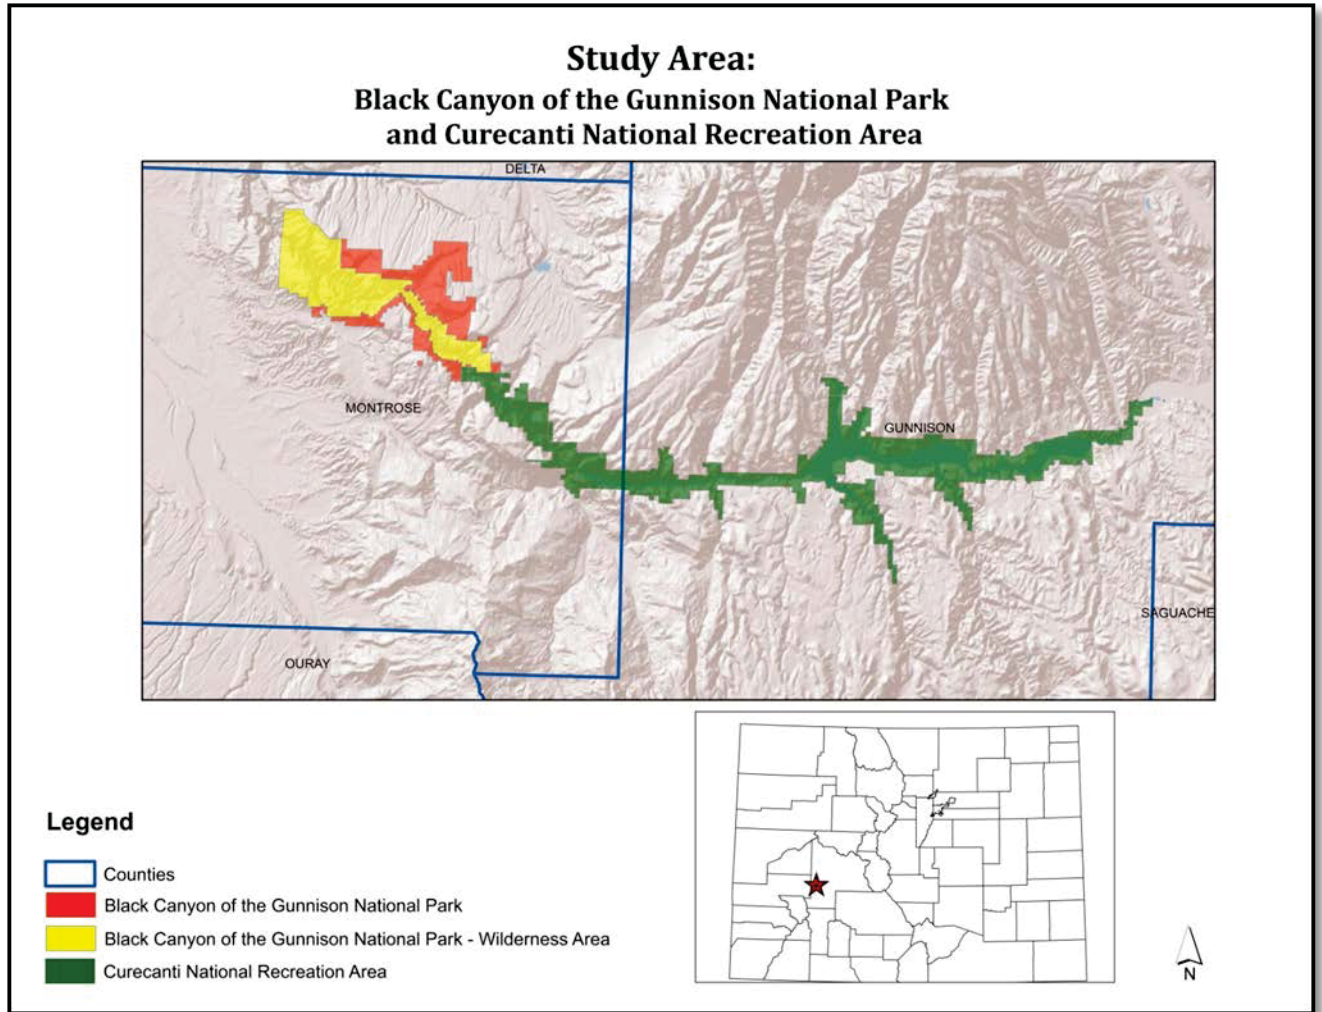 Study Area:
Black Canyon of the Gunnison National Park
and Curecanti National Recreation Area
DELTA
MONTROSE
GUNNISON
SAGUACHE
OURAY
Legend
Counties
Black Canyon of the Gunnison National Park
Black Canyon of the Gunnison National Park - Wilderness Area
Curecanti National Recreation Area
N